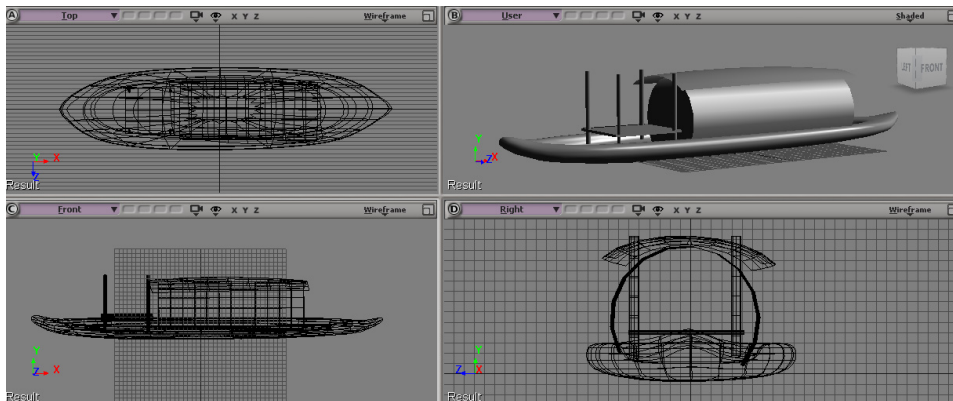 A Top X Y Z Wireframe
B User X Y Z Shaded
LEFT FRONT
Y X
Z
Result
Y
Z X
Result
C Front X Y Z Wireframe
D Right X Y Z Wireframe
Y
Z X
Result
Y
Z X
Result